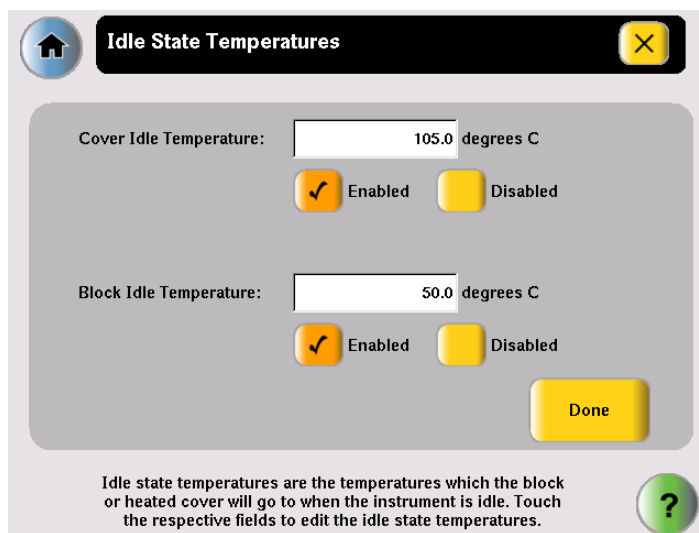 Idle State Temperatures
Cover Idle Temperature: 105.0 degrees C
Enabled Disabled
Block Idle Temperature: 50.0 degrees C
Enabled Disabled
Done
Idle state temperatures are the temperatures which the block
or heated cover will go to when the instrument is idle. Touch
the respective fields to edit the idle state temperatures.
?